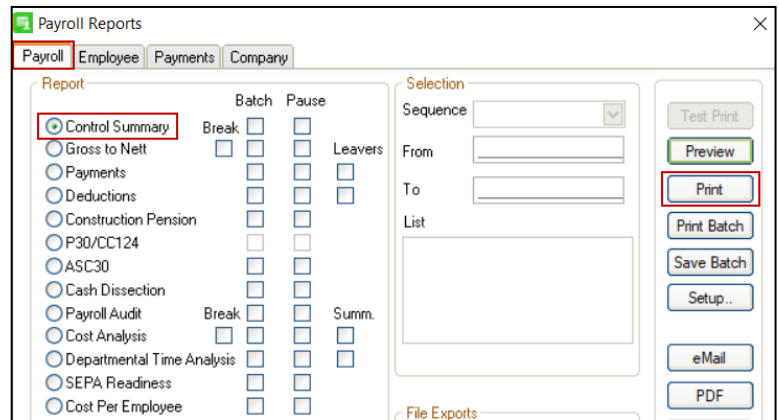 Payroll Reports
Payroll Employee Payments Company
Report
Batch Pause
Control Summary Break
Gross to Nett Leavers
Payments
Deductions
Construction Pension
P30/CC124
ASC30
Cash Dissection
Payroll Audit Break Summ.
Cost Analysis
Departmental Time Analysis
SEPA Readiness
Cost Per Employee
Selection
Sequence
From
To
List
File Exports
Test Print
Preview
Print
Print Batch
Save Batch
Setup..
eMail
PDF